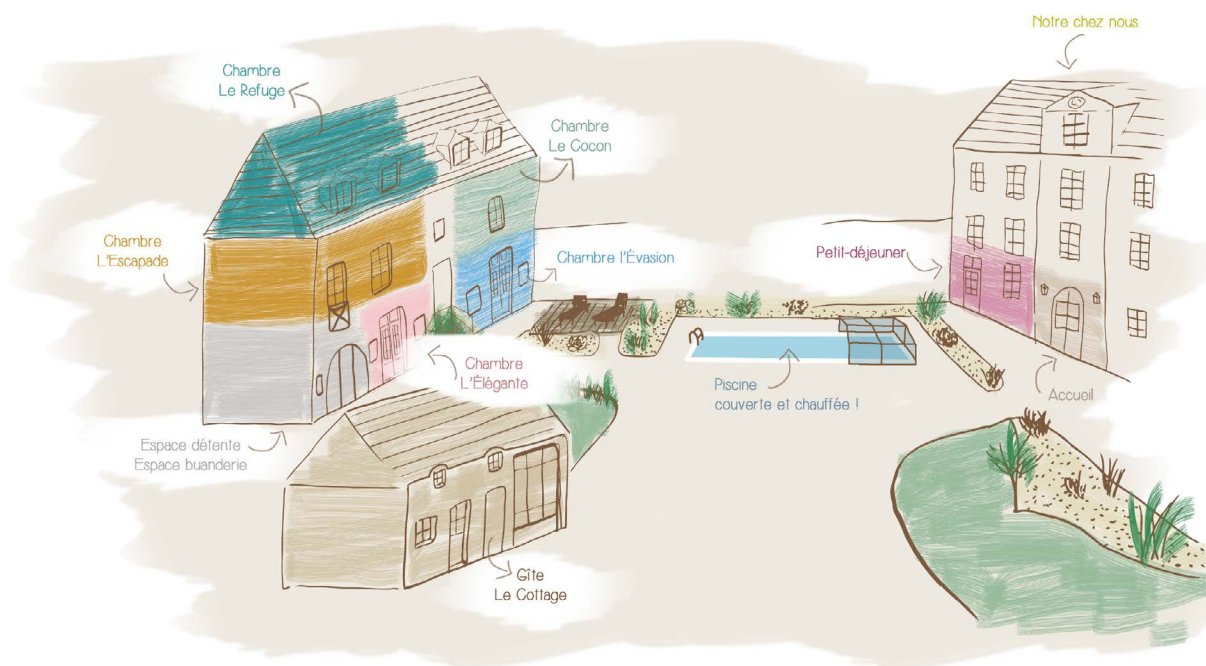 Notre chez nous
Chambre
Le Refuge
Chambre
Le Cocon
Chambre
L'Escapade
Chambre l'Évasion
Petit-déjeuner
Chambre
L'Élégante
Piscine
couverte et chauffée !
Accueil
Espace détente
Espace buanderie
Gîte
Le Cottage